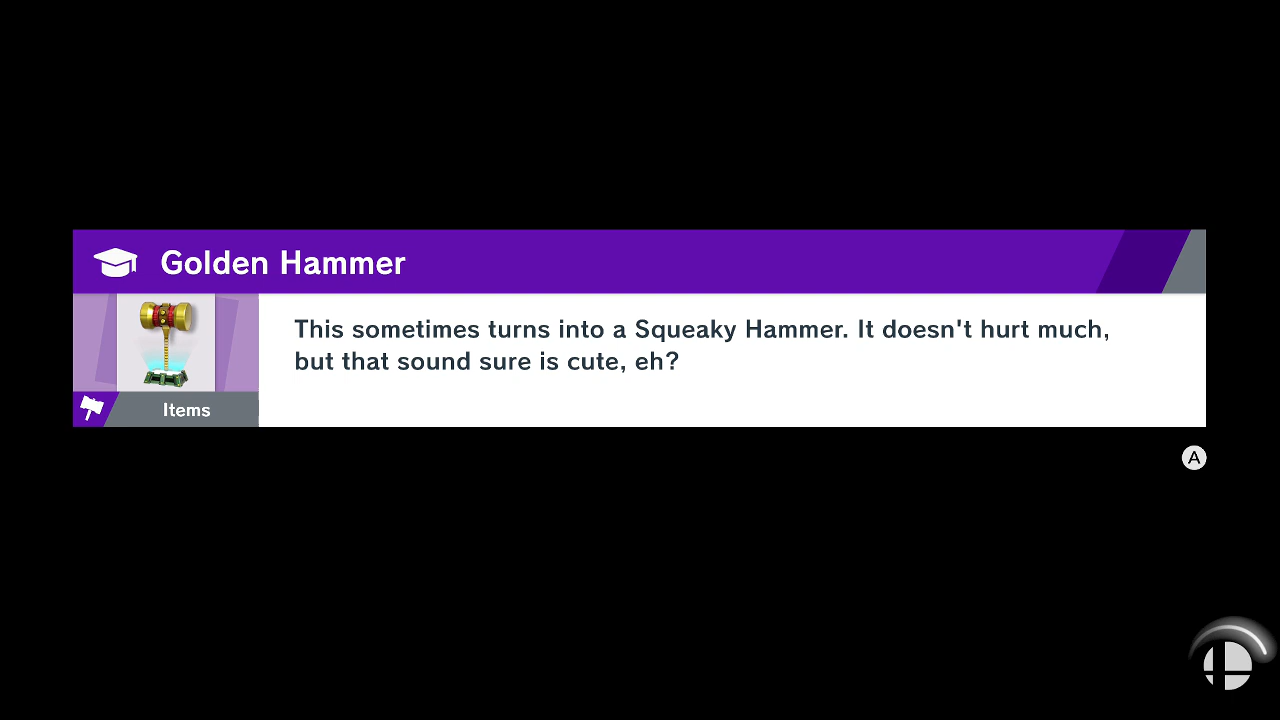 Golden Hammer
This sometimes turns into a Squeaky Hammer. It doesn't hurt much,
but that sound sure is cute, eh?
Items
A